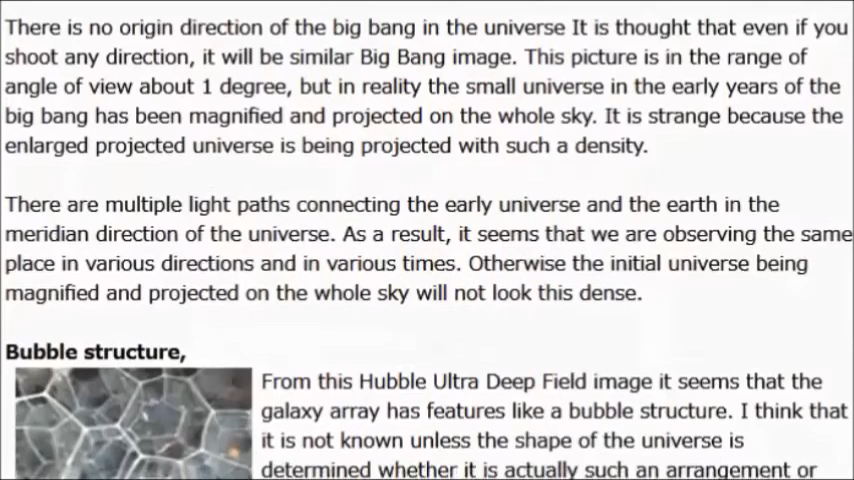 There is no origin direction of the big bang in the universe It is thought that even if you
shoot any direction, it will be similar Big Bang image. This picture is in the range of
angle of view about 1 degree, but in reality the small universe in the early years of the
big bang has been magnified and projected on the whole sky. It is strange because the
enlarged projected universe is being projected with such a density.
There are multiple light paths connecting the early universe and the earth in the
meridian direction of the universe. As a result, it seems that we are observing the same
place in various directions and in various times. Otherwise the initial universe being
magnified and projected on the whole sky will not look this dense.
Bubble structure,
From this Hubble Ultra Deep Field image it seems that the
galaxy array has features like a bubble structure. I think that
it is not known unless the shape of the universe is
determined whether it is actually such an arrangement or